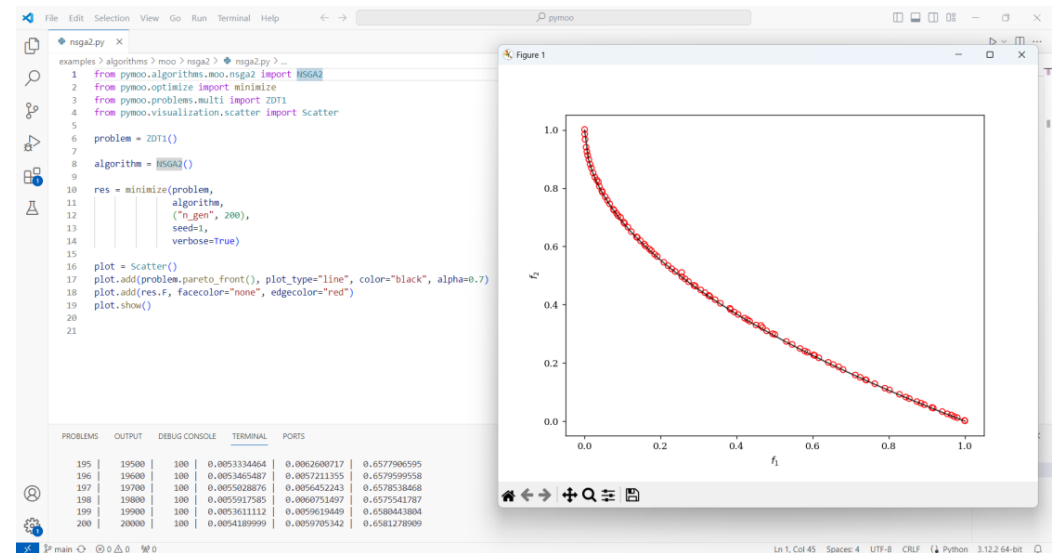 File Edit Selection View Go Run Terminal Help
pymoo
nsga2.py
examples > algorithms > moo > nsga2 > nsga2.py > ...
1 from pymoo.algorithms.moo.nsga2 import NSGA2
2 from pymoo.optimize import minimize
3 from pymoo.problems.multi import ZDT1
4 from pymoo.visualization.scatter import Scatter
5
6 problem = ZDT1()
7
8 algorithm = NSGA2()
9
10 res = minimize(problem,
11 algorithm,
12 ("n_gen", 200),
13 seed=1,
14 verbose=True)
15
16 plot = Scatter()
17 plot.add(problem.pareto_front(), plot_type="line", color="black", alpha=0.7)
18 plot.add(res.F, facecolor="none", edgecolor="red")
19 plot.show()
20
21
Figure 1
1.0
0.8
0.6
f2
0.4
0.2
0.0
0.0 0.2 0.4 0.6 0.8 1.0
f1
PROBLEMS OUTPUT DEBUG CONSOLE TERMINAL PORTS
195 | 19500 | 100 | 0.0053334464 | 0.0062600717 | 0.6577906595
196 | 19600 | 100 | 0.0053465487 | 0.0057211355 | 0.6579599558
197 | 19700 | 100 | 0.0055028876 | 0.0056452243 | 0.6578538468
198 | 19800 | 100 | 0.0055917585 | 0.0060751497 | 0.6575541787
199 | 19900 | 100 | 0.0053611112 | 0.0059619449 | 0.6580443804
200 | 20000 | 100 | 0.0054189999 | 0.0059705342 | 0.6581278909
main 0 0 0 Ln 1, Col 45 Spaces: 4 UTF-8 CRLF Python 3.12.2 64-bit